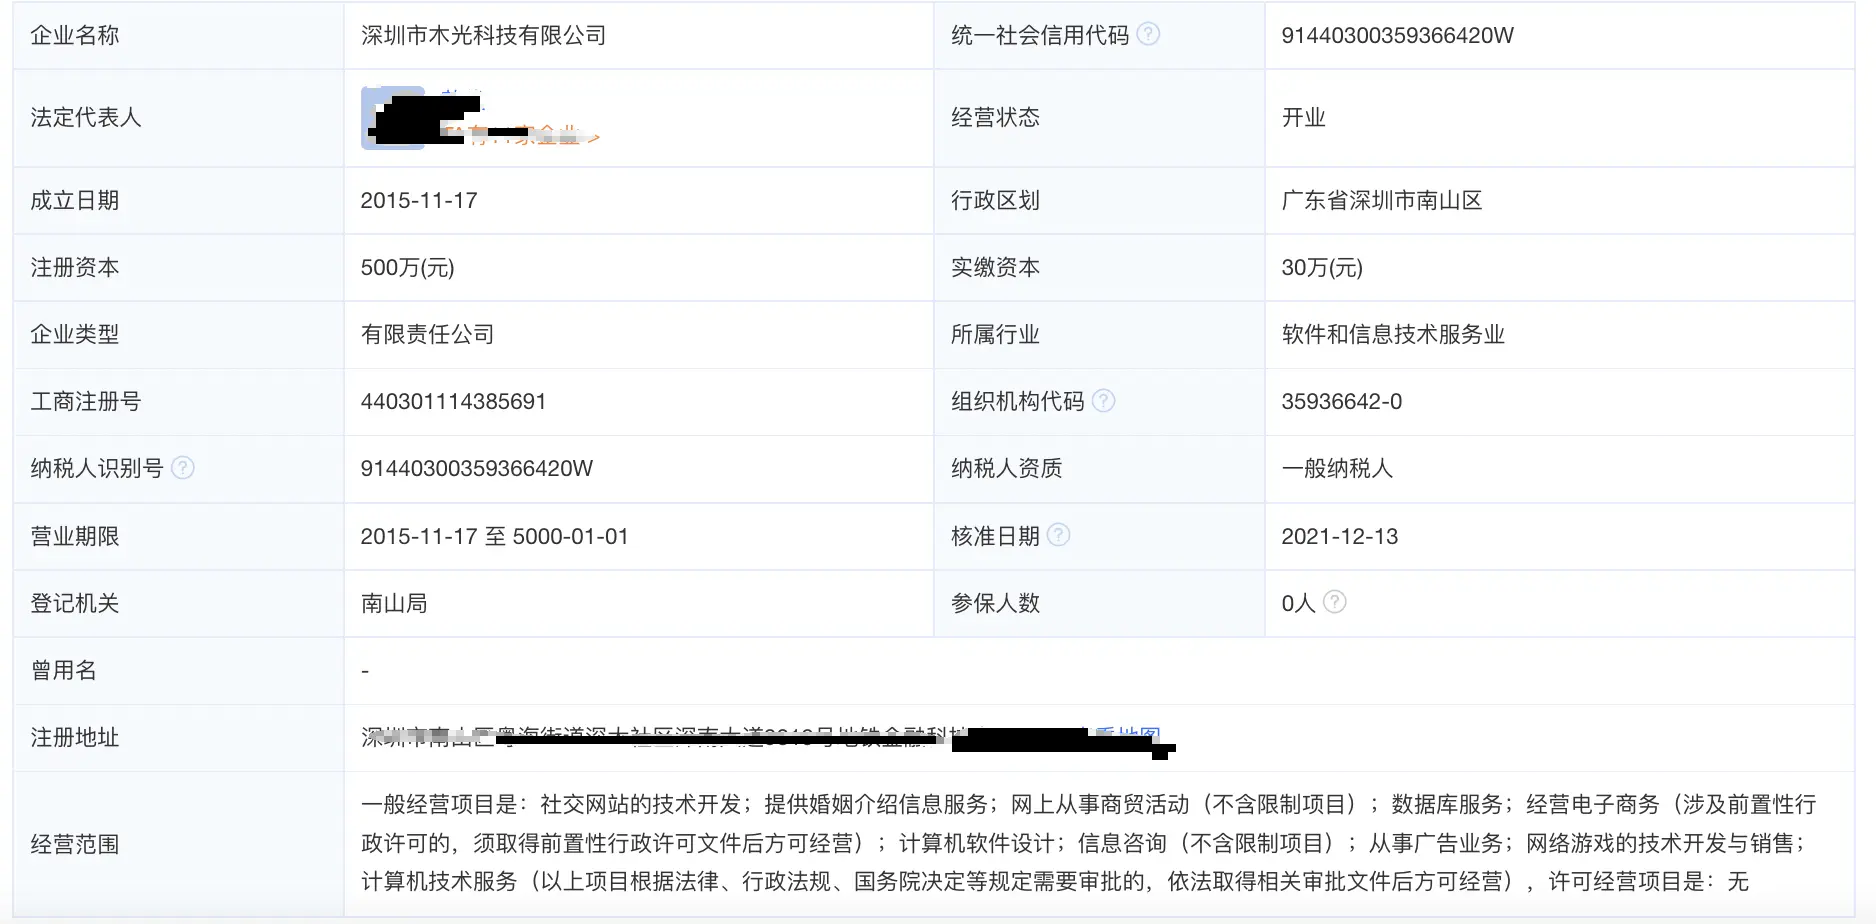 企业名称 深圳市木光科技有限公司 统一社会信用代码 ? 91440300359366420W
法定代表人 经营状态 开业
家企业 >
成立日期 2015-11-17 行政区划 广东省深圳市南山区
注册资本 500万(元) 实缴资本 30万(元)
企业类型 有限责任公司 所属行业 软件和信息技术服务业
工商注册号 440301114385691 组织机构代码 ? 35936642-0
纳税人识别号 ? 91440300359366420W 纳税人资质 一般纳税人
营业期限 2015-11-17 至 5000-01-01 核准日期 ? 2021-12-13
登记机关 南山局 参保人数 0人 ?
曾用名 -
注册地址
经营范围 一般经营项目是：社交网站的技术开发；提供婚姻介绍信息服务；网上从事商贸活动（不含限制项目）；数据库服务；经营电子商务（涉及前置性行
政许可的，须取得前置性行政许可文件后方可经营）；计算机软件设计；信息咨询（不含限制项目）；从事广告业务；网络游戏的技术开发与销售；
计算机技术服务（以上项目根据法律、行政法规、国务院决定等规定需要审批的，依法取得相关审批文件后方可经营），许可经营项目是：无